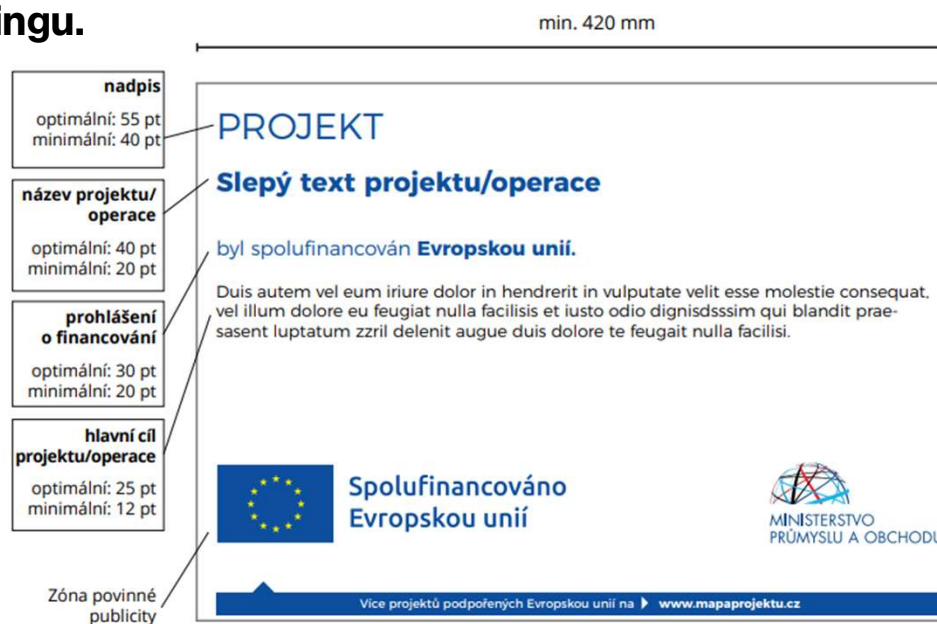 ingu.
min. 420 mm
nadpis
optimální: 55 pt
minimální: 40 pt
název projektu/
operace
optimální: 40 pt
minimální: 20 pt
prohlášení
o financování
optimální: 30 pt
minimální: 20 pt
hlavní cíl
projektu/operace
optimální: 25 pt
minimální: 12 pt
Zóna povinné
publicity
PROJEKT
Slepý text projektu/operace
byl spolufinancován Evropskou unií.
Duis autem vel eum iriure dolor in hendrerit in vulputate velit esse molestie consequat,
vel illum dolore eu feugiat nulla facilisis et iusto odio dignisdsssim qui blandit prae-
sasent luptatum zzril delenit augue duis dolore te feugait nulla facilisi.
Spolufinancováno
Evropskou unií
MINISTERSTVO
PRŮMYSLU A OBCHODU
Více projektů podpořených Evropskou unií na www.mapaprojektu.cz